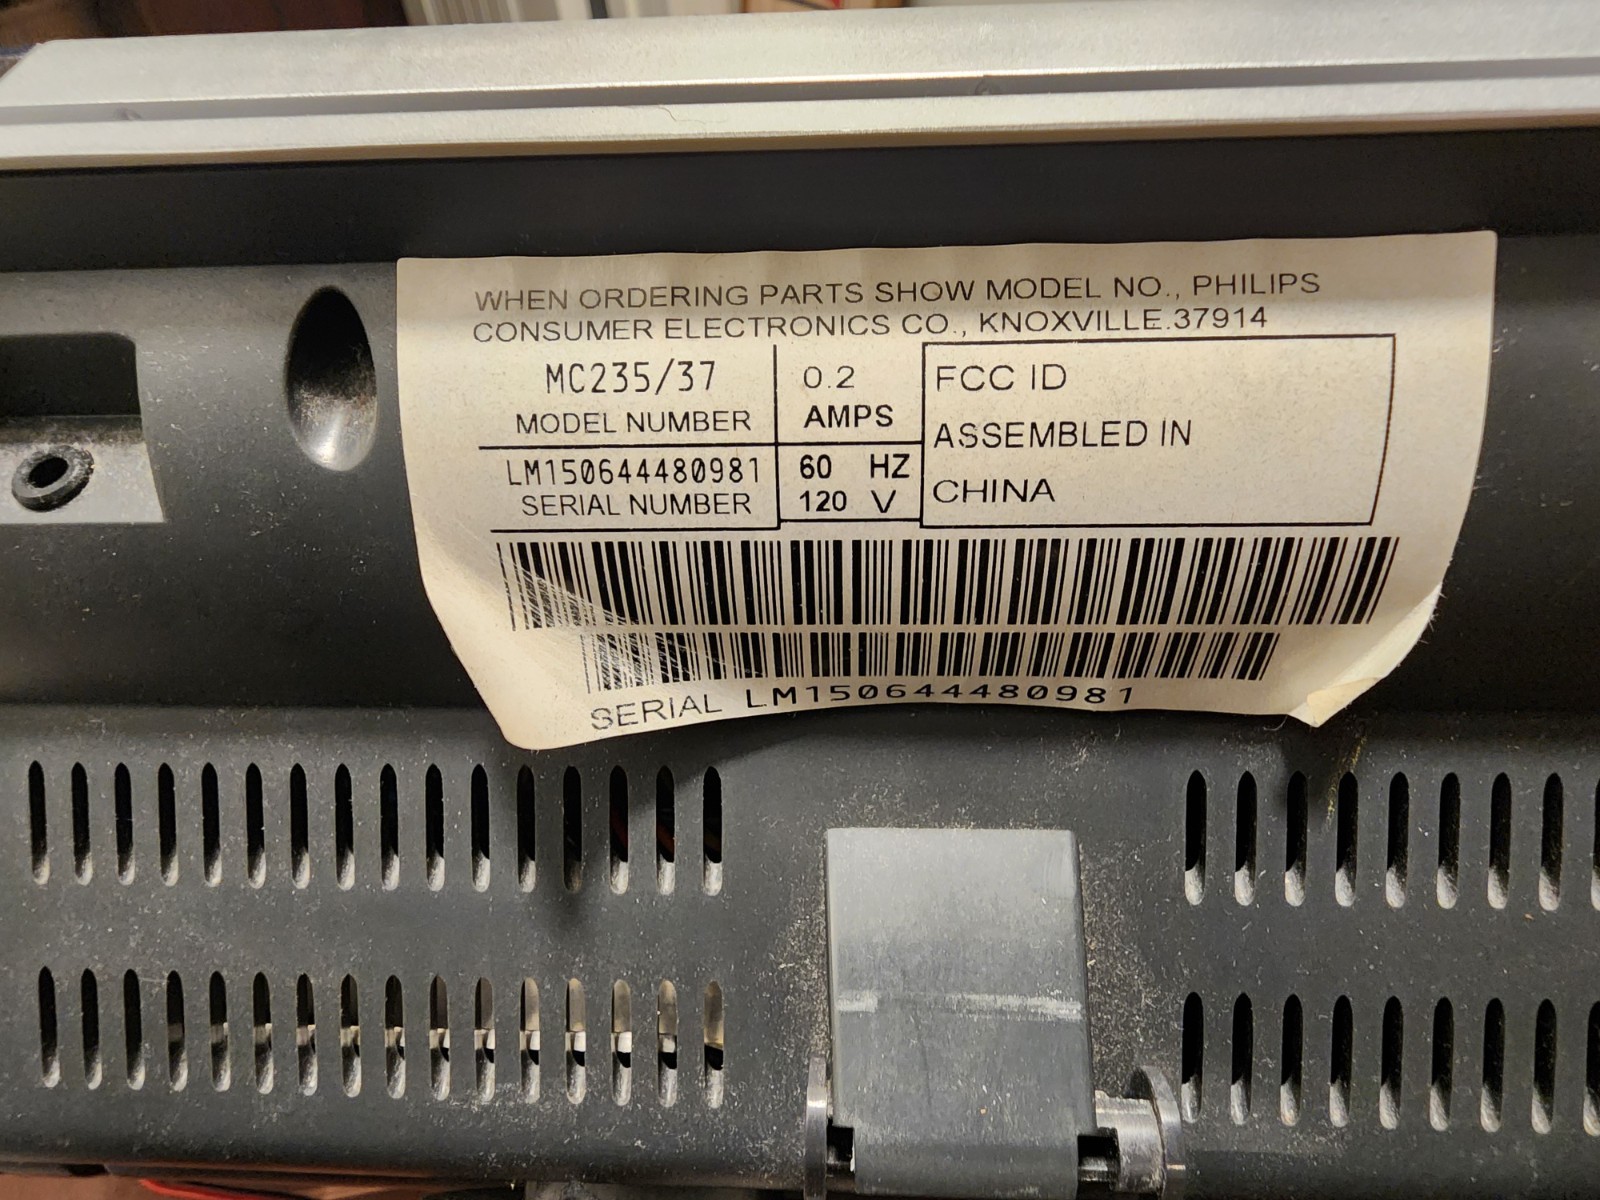 WHEN ORDERING PARTS SHOW MODEL NO., PHILIPS
CONSUMER ELECTRONICS CO., KNOXVILLE.37914
MC235/37
MODEL NUMBER
0.2
AMPS
LM150644480981
SERIAL NUMBER
60 HZ
120 V
FCC ID
ASSEMBLED IN
CHINA
SERIAL LM150644480981